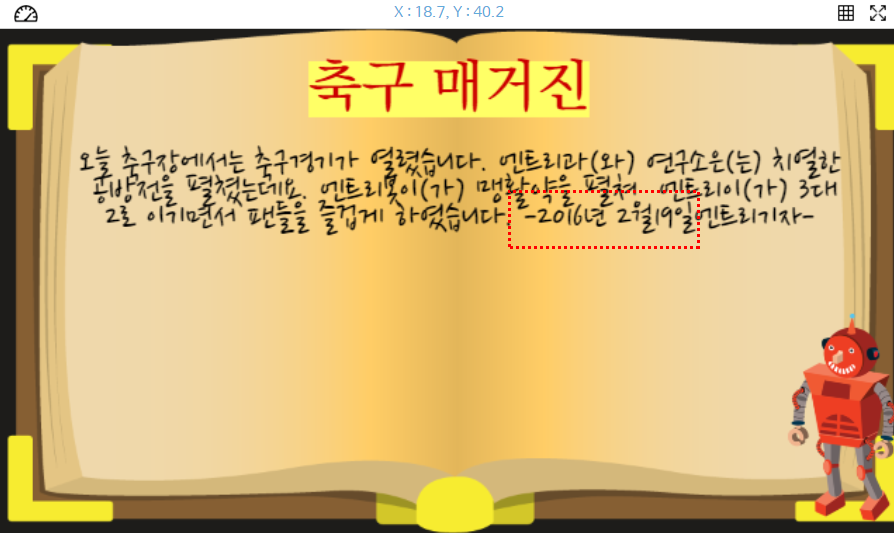 X : 18.7, Y : 40.2
축구 매거진
오늘 축구장에서는 축구경기가 열렸습니다. 엔트리과(와) 연구소은(는) 치열한
공방전을 펼쳤는데요. 엔트리봇이(가) 맹활약을 펼쳐 엔트리이(가) 3대
2로 이기면서 팬들을 즐겁게 하였습니다. -2016년 2월19일엔트리기자-